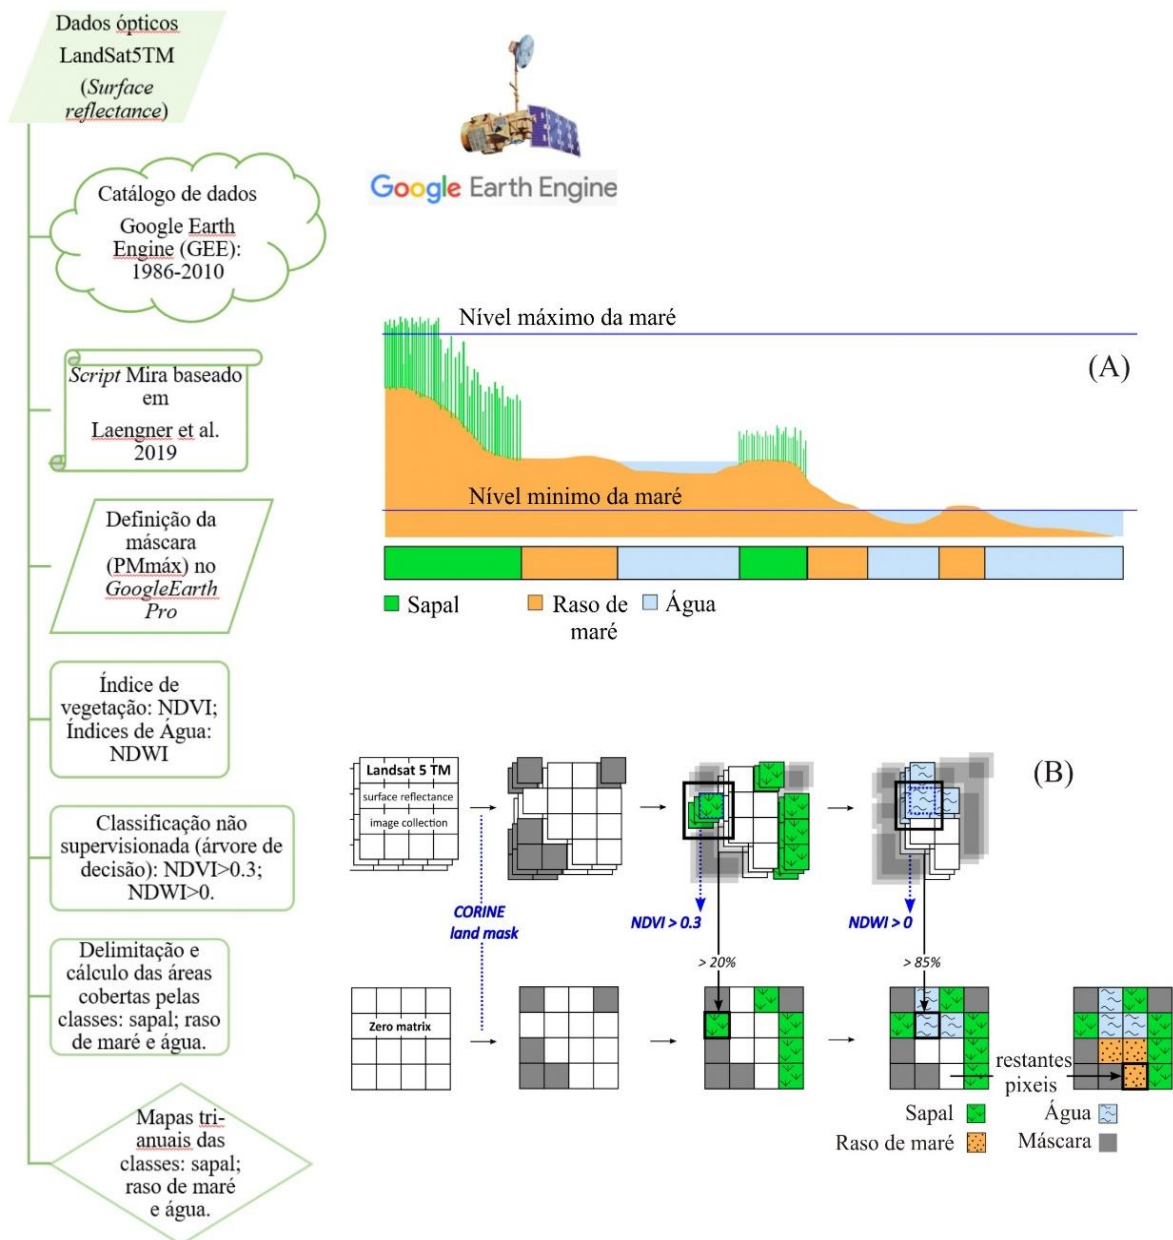 Dados ópticos
LandSat5TM
(Surface
reflectance)
Catálogo de dados
Google Earth
Engine (GEE):
1986-2010
Script Mira baseado
em
Laengner et al.
2019
Definição da
máscara
(PMmáx) no
GoogleEarth
Pro
Índice de
vegetação: NDVI;
Índices de Água:
NDWI
Classificação não
supervisionada (árvore de
decisão): NDVI>0.3;
NDWI>0.
Delimitação e
cálculo das áreas
cobertas pelas
classes: sapal; raso
de maré e água.
Mapas tri-
anuais das
classes: sapal;
raso de maré
e água.
Google Earth Engine
Nível máximo da maré
(A)
Nível minimo da maré
Sapal
Raso de
maré
Água
(B)
Landsat 5 TM
surface reflectance
image collection
CORINE
land mask
NDVI > 0.3
NDWI > 0
> 20%
> 85%
Zero matrix
restantes
pixeis
Sapal
Água
Raso de maré
Máscara